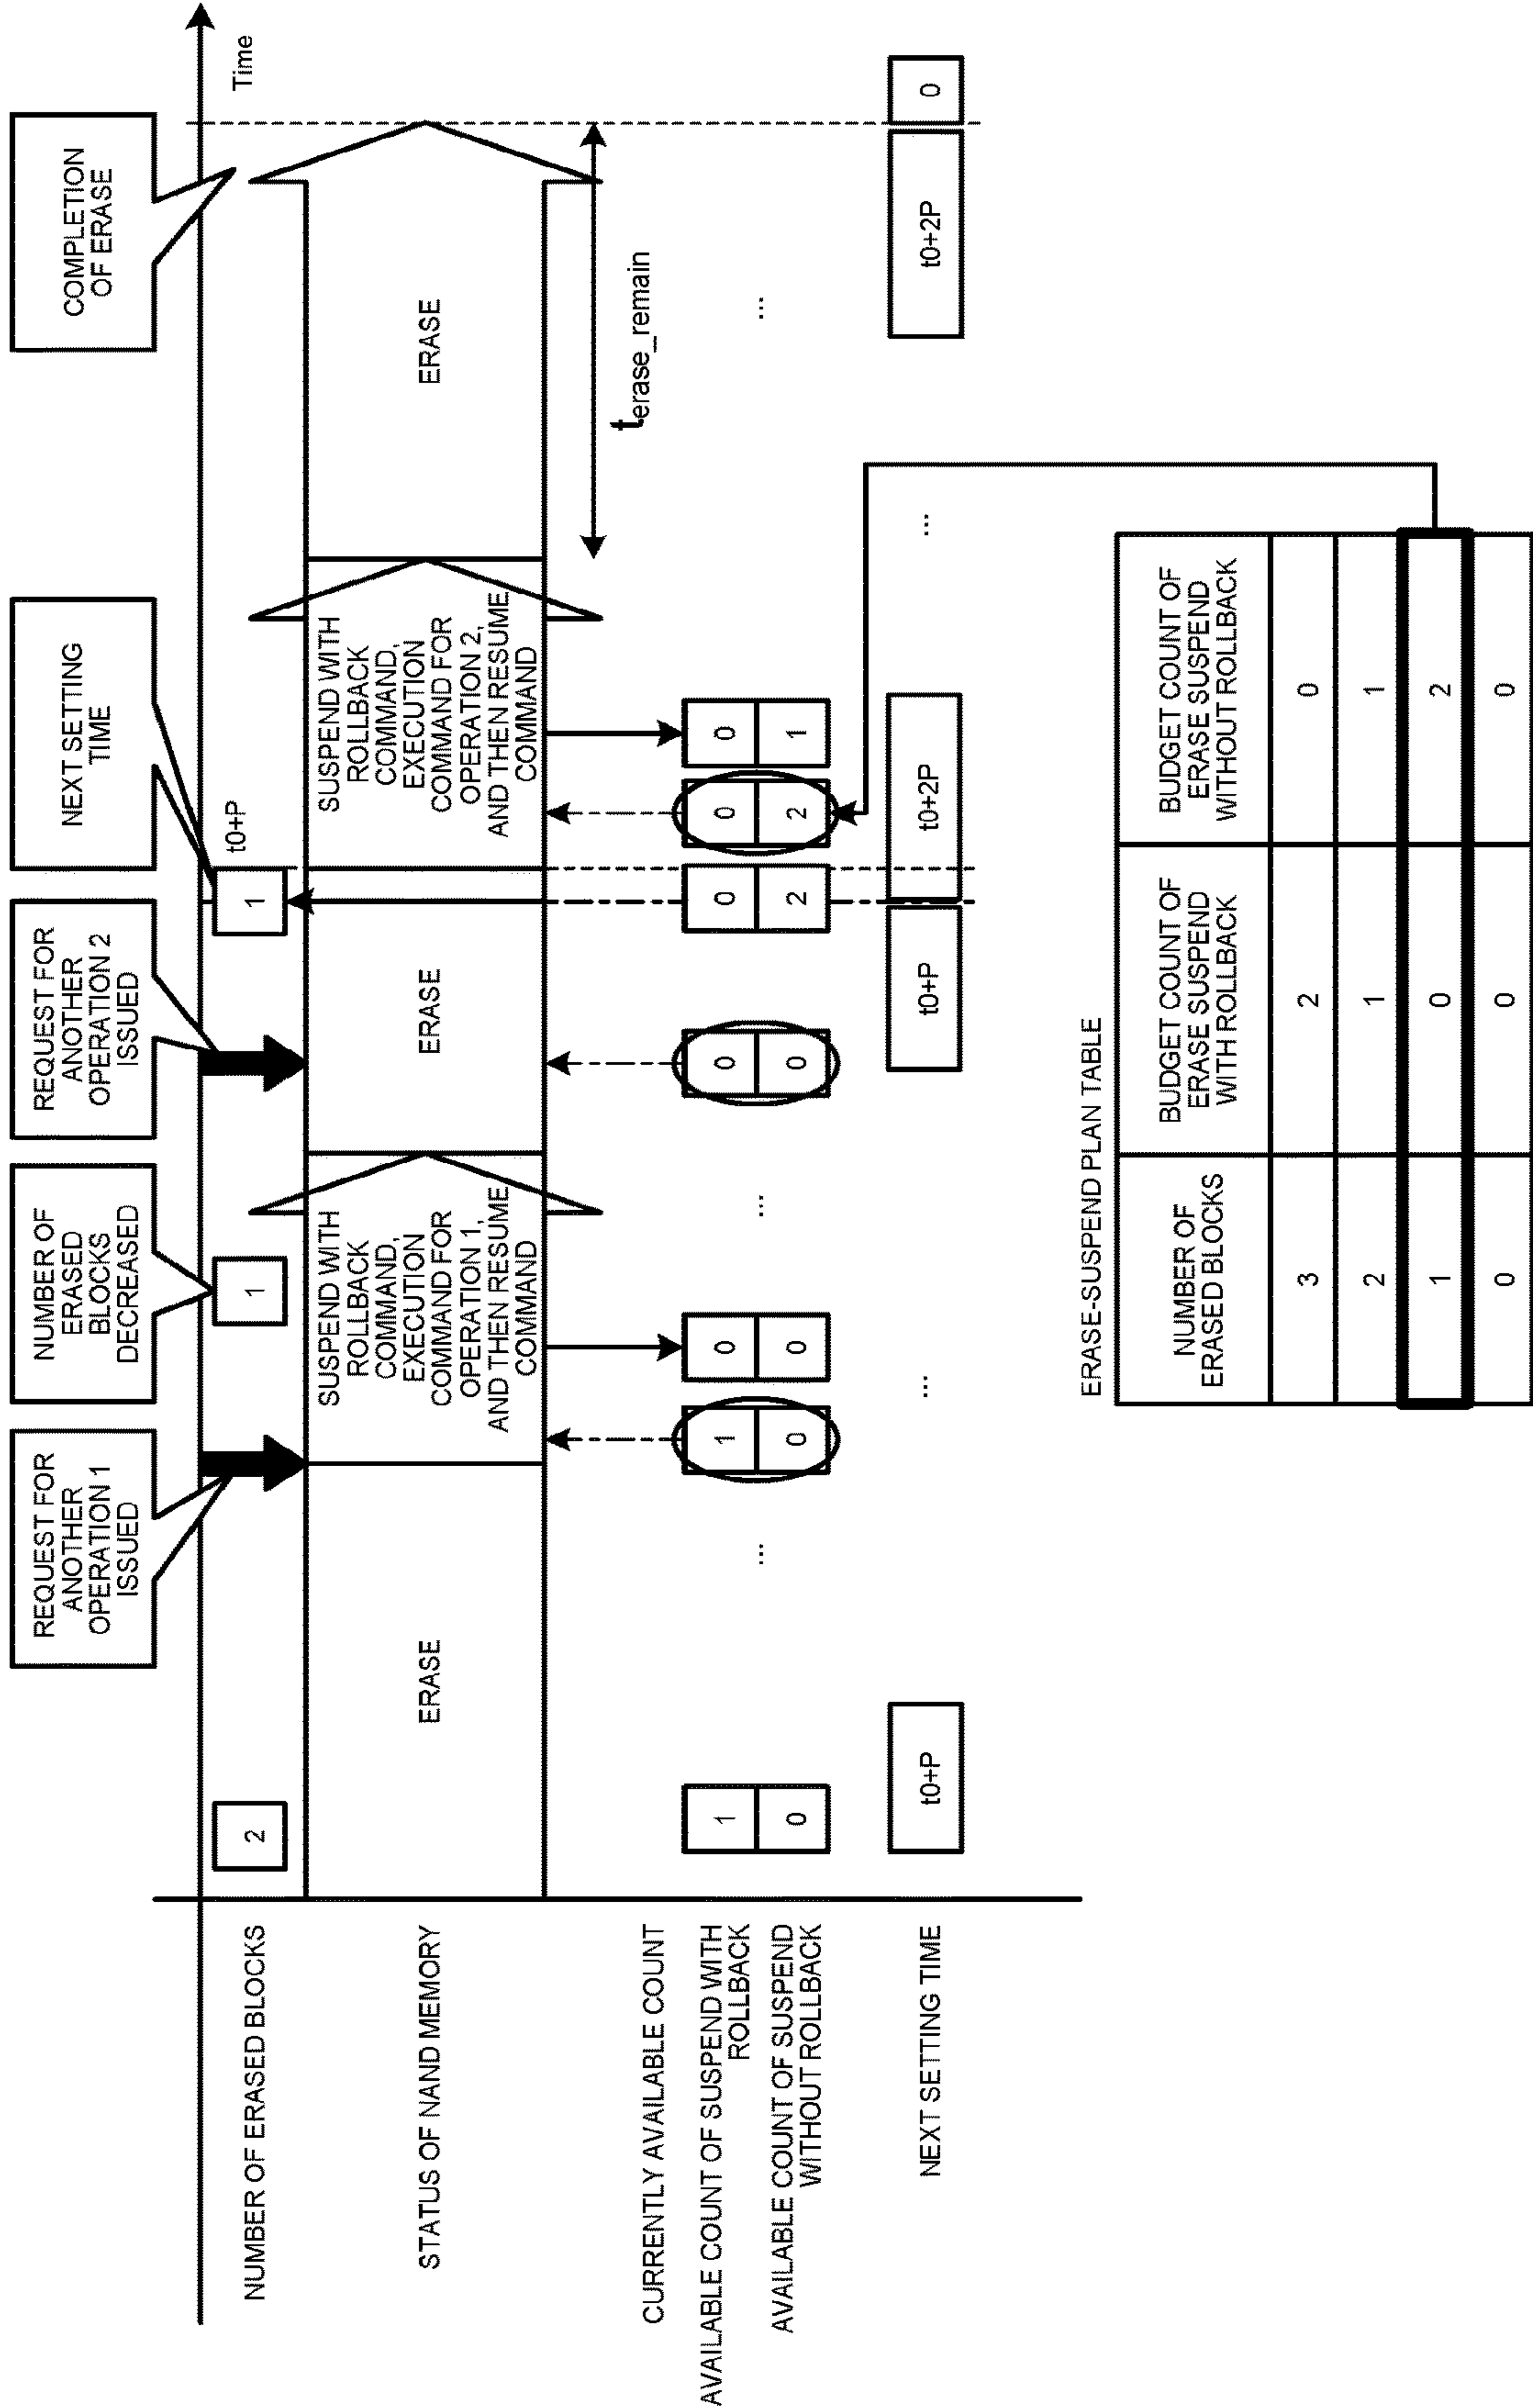 REQUEST FOR
ANOTHER
OPERATION 1
ISSUED
NUMBER OF
ERASED
BLOCKS
DECREASED
REQUEST FOR
ANOTHER
OPERATION 2
ISSUED
NEXT SETTING
TIME
COMPLETION
OF ERASE
Time
NUMBER OF ERASED BLOCKS
2
1
1
t0+P
STATUS OF NAND MEMORY
ERASE
SUSPEND WITH
ROLLBACK
COMMAND,
EXECUTION
COMMAND FOR
OPERATION 1,
AND THEN RESUME
COMMAND
ERASE
SUSPEND WITH
ROLLBACK
COMMAND,
EXECUTION
COMMAND FOR
OPERATION 2,
AND THEN RESUME
COMMAND
ERASE
terase_remain
CURRENTLY AVAILABLE COUNT
AVAILABLE COUNT OF SUSPEND WITH
ROLLBACK
1
1
0
0
0
0
0
AVAILABLE COUNT OF SUSPEND
WITHOUT ROLLBACK
0
...
0
0
...
0
2
2
1
...
NEXT SETTING TIME
t0+P
...
t0+P
t0+2P
...
t0+2P
0
ERASE-SUSPEND PLAN TABLE
NUMBER OF
ERASED BLOCKS
BUDGET COUNT OF
ERASE SUSPEND
WITH ROLLBACK
BUDGET COUNT OF
ERASE SUSPEND
WITHOUT ROLLBACK
3 2 0
2 1 1
1 0 2
0 0 0